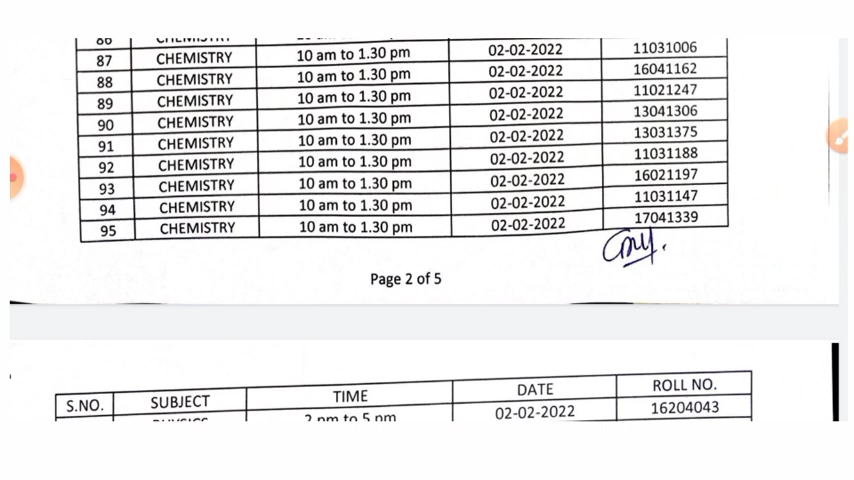 87 CHEMISTRY 10 am to 1.30 pm 02-02-2022 11031006
88 CHEMISTRY 10 am to 1.30 pm 02-02-2022 16041162
89 CHEMISTRY 10 am to 1.30 pm 02-02-2022 11021247
90 CHEMISTRY 10 am to 1.30 pm 02-02-2022 13041306
91 CHEMISTRY 10 am to 1.30 pm 02-02-2022 13031375
92 CHEMISTRY 10 am to 1.30 pm 02-02-2022 11031188
93 CHEMISTRY 10 am to 1.30 pm 02-02-2022 16021197
94 CHEMISTRY 10 am to 1.30 pm 02-02-2022 11031147
95 CHEMISTRY 10 am to 1.30 pm 02-02-2022 17041339
Page 2 of 5
S.NO. SUBJECT TIME DATE ROLL NO.
PHYSICS 2 pm to 5 pm 02-02-2022 16204043